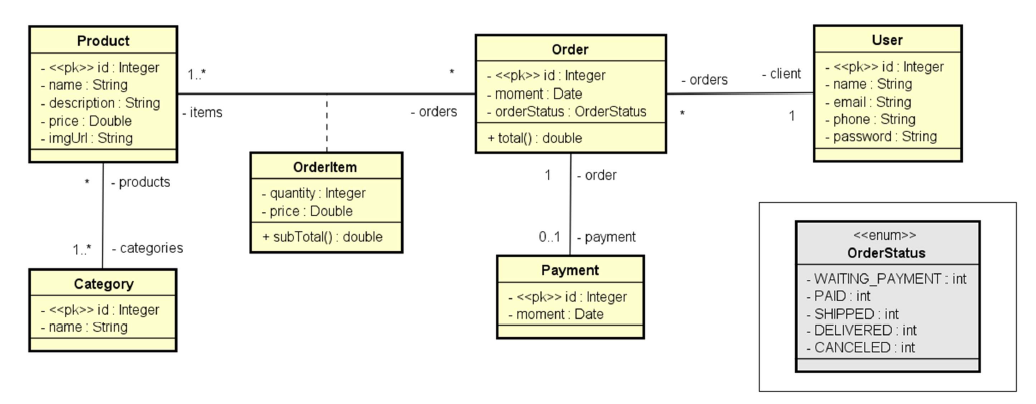 Product
- <<pk>> id : Integer
- name : String
- description : String
- price : Double
- imgUrl : String
1..*
- items
*
- orders
Order
- <<pk>> id : Integer
- moment : Date
- orderStatus : OrderStatus
+ total() : double
- orders
*
- client
1
User
- <<pk>> id : Integer
- name : String
- email : String
- phone : String
- password : String
OrderItem
- quantity : Integer
- price : Double
+ subTotal() : double
* - products
1..* - categories
Category
- <<pk>> id : Integer
- name : String
1 - order
0..1 - payment
Payment
- <<pk>> id : Integer
- moment : Date
<<enum>>
OrderStatus
- WAITING_PAYMENT : int
- PAID : int
- SHIPPED : int
- DELIVERED : int
- CANCELED : int